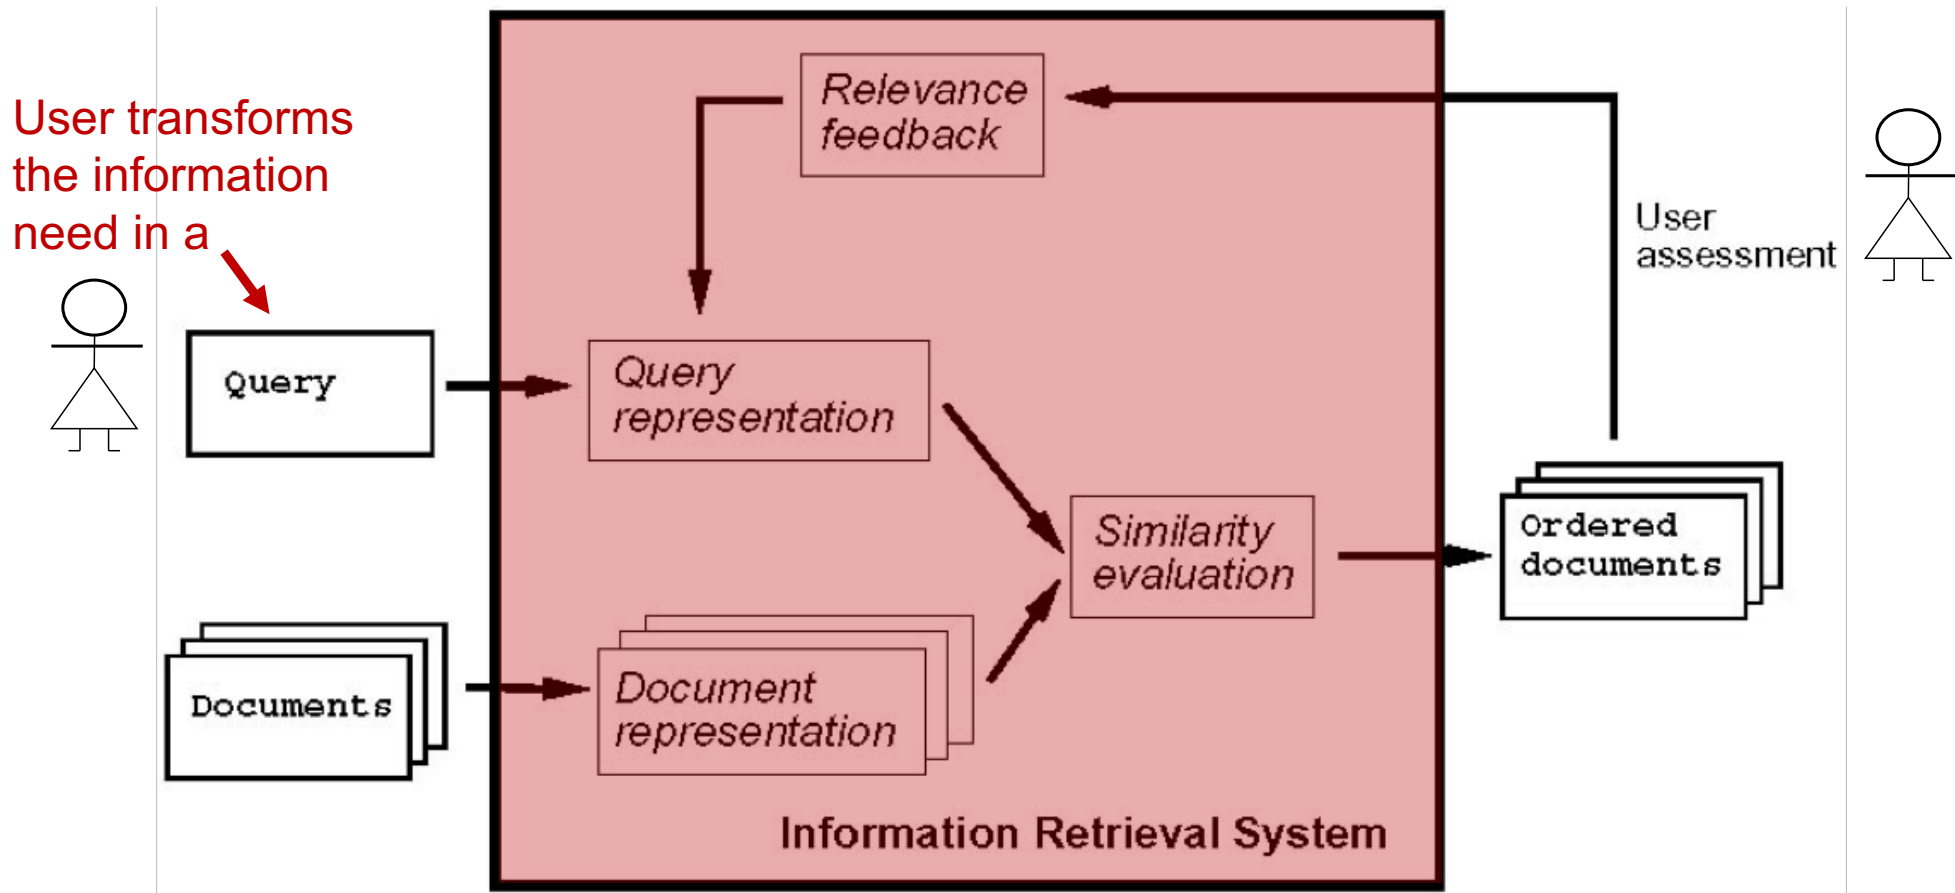 User transforms
the information
need in a
Relevance
feedback
User
assessment
Query
Query
representation
Similarity
evaluation
Ordered
documents
Documents
Document
representation
Information Retrieval System